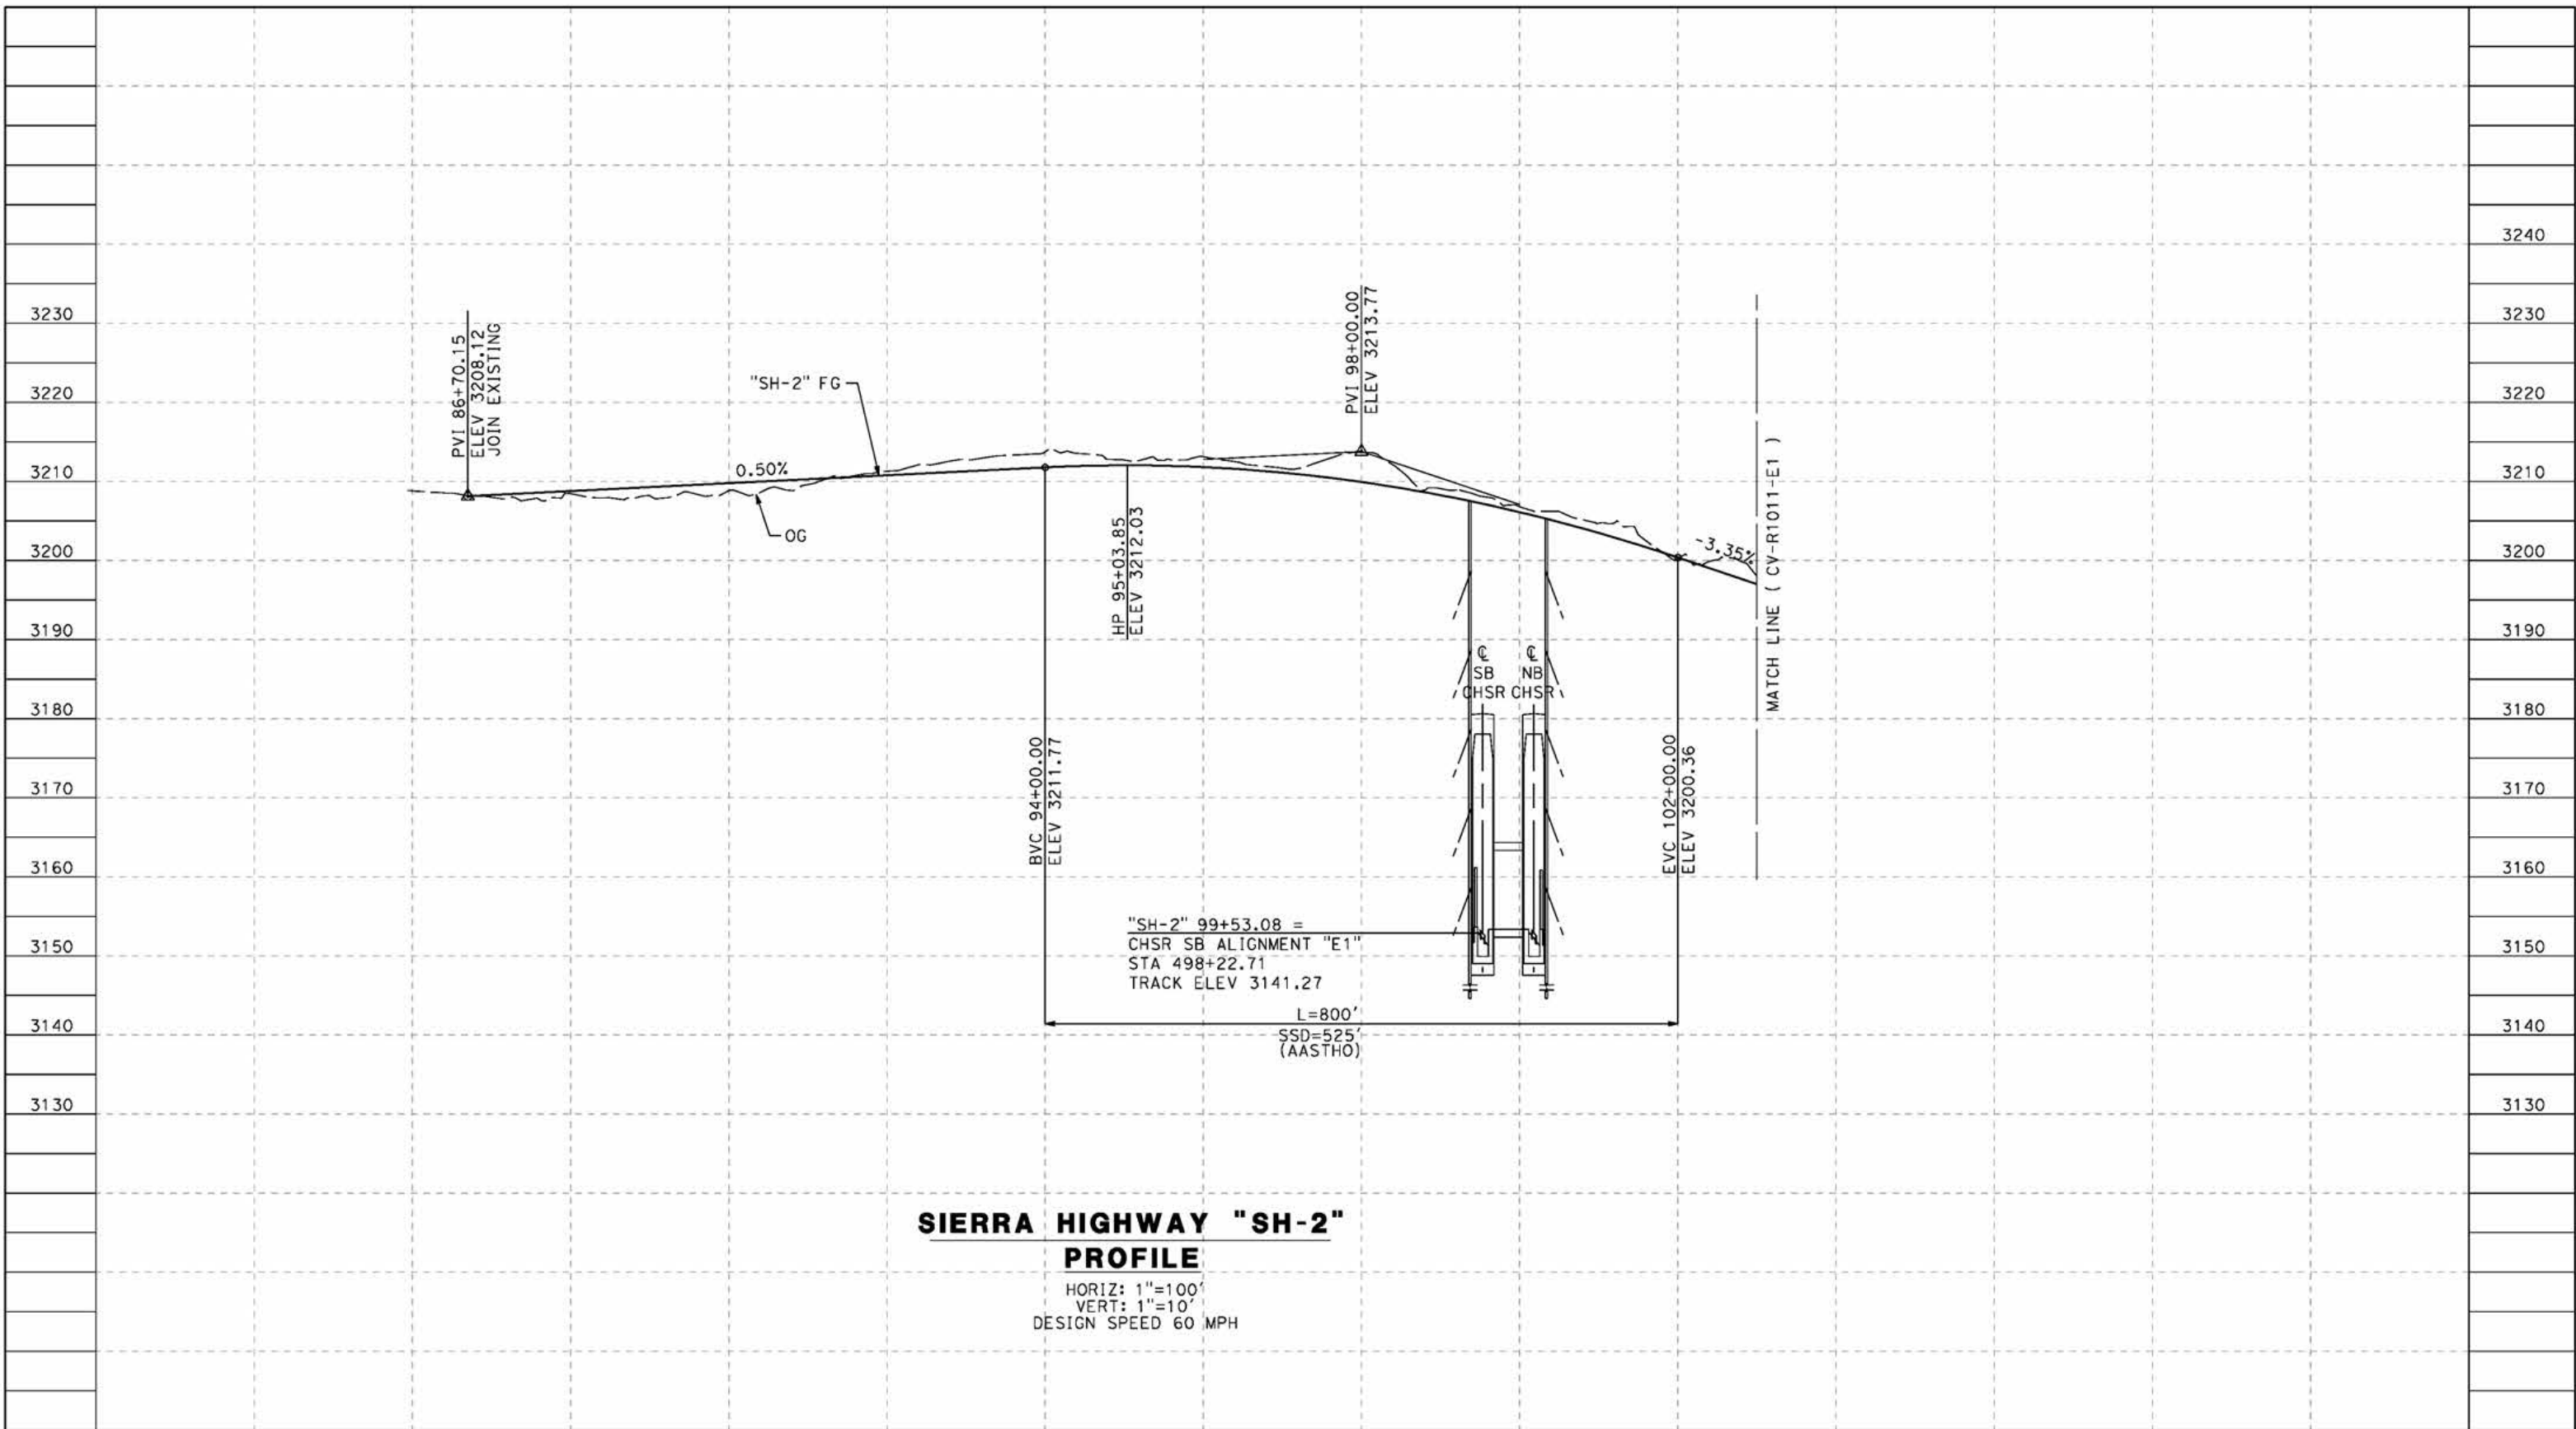 3230
3220
3210
3200
3190
3180
3170
3160
3150
3140
3130
PVI 86+70.15
ELEV 3208.12
JOIN EXISTING
0.50%
"SH-2" FG
OG
BVC 94+00.00
ELEV 3211.77
HP 95+03.85
ELEV 3212.03
PVI 98+00.00
ELEV 3213.77
℄
SB
CHSR
℄
NB
CHSR
"SH-2" 99+53.08 =
CHSR SB ALIGNMENT "E1"
STA 498+22.71
TRACK ELEV 3141.27
L=800'
SSD=525'
(AASTHO)
EVC 102+00.00
ELEV 3200.36
-3.35%
MATCH LINE ( CV-R1011-E1 )
3240
3230
3220
3210
3200
3190
3180
3170
3160
3150
3140
3130
SIERRA HIGHWAY "SH-2"
PROFILE
HORIZ: 1"=100'
VERT: 1"=10'
DESIGN SPEED 60 MPH